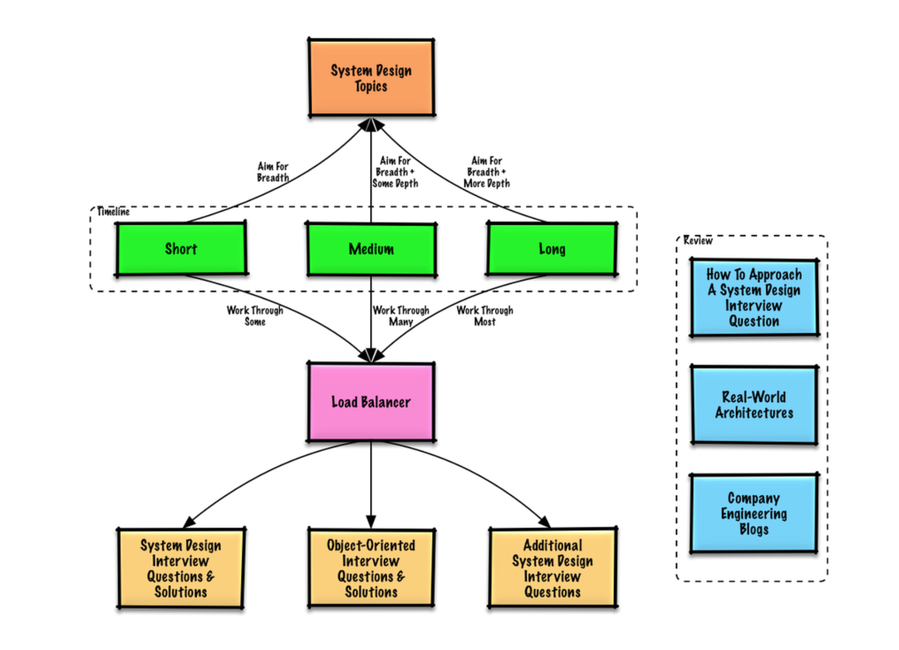 System Design
Topics
Aim For
Breadth
Aim For
Breadth +
Some Depth
Aim For
Breadth +
More Depth
Timeline
Short
Medium
Long
Work Through
Some
Work Through
Many
Work Through
Most
Load Balancer
System Design
Interview
Questions &
Solutions
Object-Oriented
Interview
Questions &
Solutions
Additional
System Design
Interview
Questions
Review
How To Approach
A System Design
Interview
Question
Real-World
Architectures
Company
Engineering
Blogs